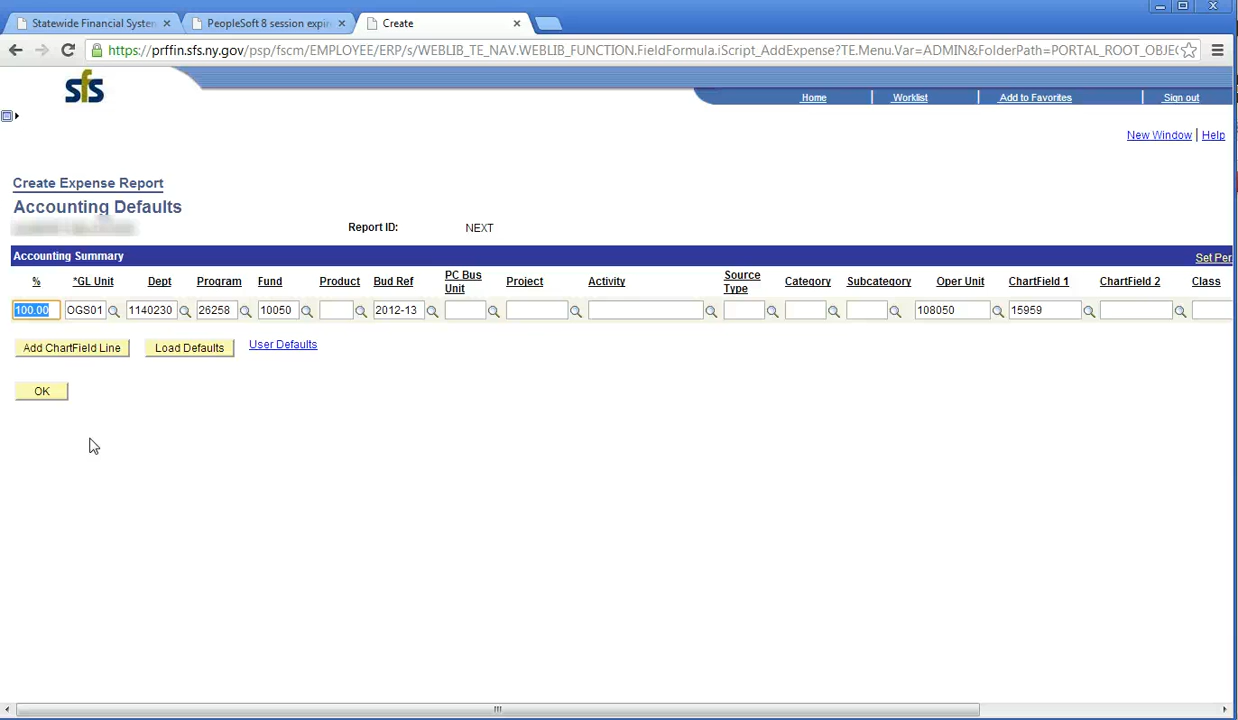 Statewide Financial System
PeopleSoft 8 session expir
Create
https://prffin.sfs.ny.gov/psp/fscm/EMPLOYEE/ERP/s/WEBLIB_TE_NAV.WEBLIB_FUNCTION.FieldFormula.iScript_AddExpense?TE.Menu.Var=ADMIN&FolderPath=PORTAL_ROOT_OBJEC
sfs
Home Worklist Add to Favorites Sign out
New Window | Help
Create Expense Report
Accounting Defaults
Report ID: NEXT
Accounting Summary Set Per
% *GL Unit Dept Program Fund Product Bud Ref PC Bus Unit Project Activity Source Type Category Subcategory Oper Unit ChartField 1 ChartField 2 Class
100.00 OGS01 1140230 26258 10050 2012-13 108050 15959
Add ChartField Line Load Defaults User Defaults
OK